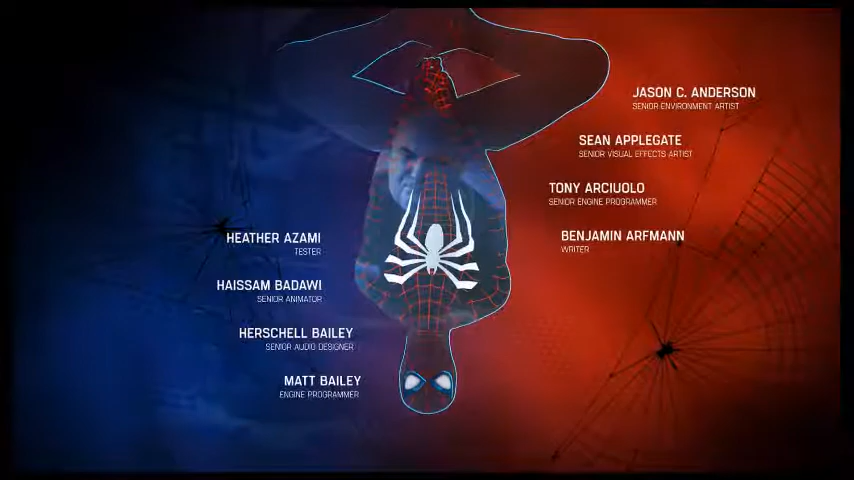 JASON C. ANDERSON
SENIOR ENVIRONMENT ARTIST
SEAN APPLEGATE
SENIOR VISUAL EFFECTS ARTIST
TONY ARCIUOLO
SENIOR ENGINE PROGRAMMER
BENJAMIN ARFMANN
WRITER
HEATHER AZAMI
TESTER
HAISSAM BADAWI
SENIOR ANIMATOR
HERSCHELL BAILEY
SENIOR AUDIO DESIGNER
MATT BAILEY
ENGINE PROGRAMMER